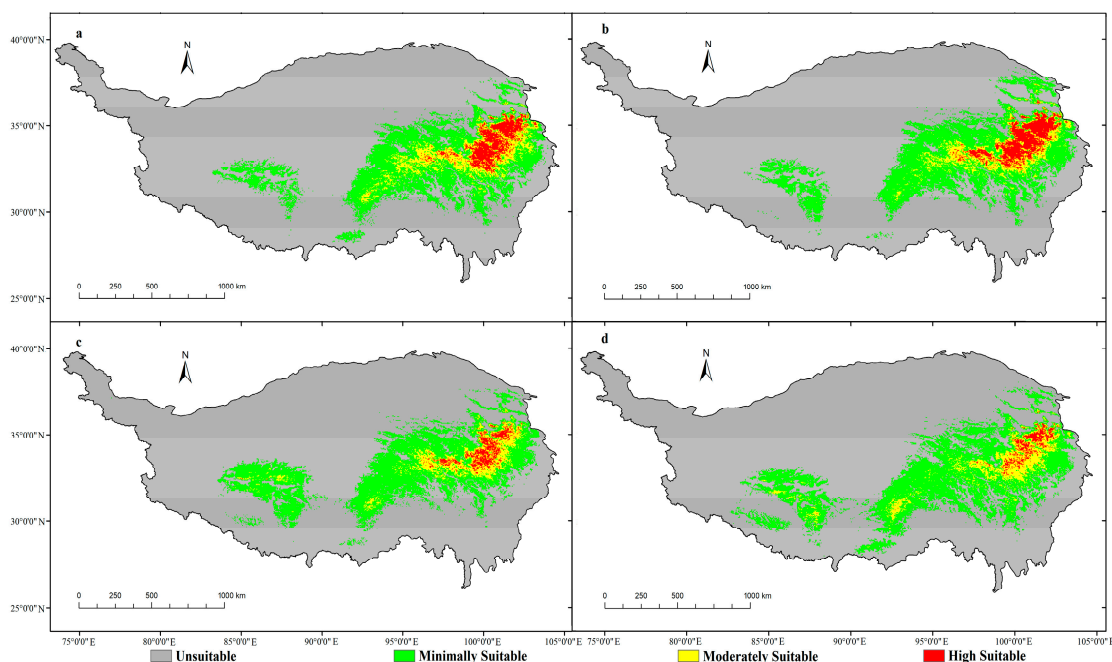 a
b
40°0'0"N
N
N
35°0'0"N
30°0'0"N
0 250 500 1000 km
0 250 500 1000 km
25°0'0"N
c
d
40°0'0"N
N
N
35°0'0"N
30°0'0"N
0 250 500 1000 km
0 250 500 1000 km
25°0'0"N
75°0'0"E 80°0'0"E 85°0'0"E 90°0'0"E 95°0'0"E 100°0'0"E 105°0'0"E 75°0'0"E 80°0'0"E 85°0'0"E 90°0'0"E 95°0'0"E 100°0'0"E 105°0'0"E
Unsuitable Minimally Suitable Moderately Suitable High Suitable